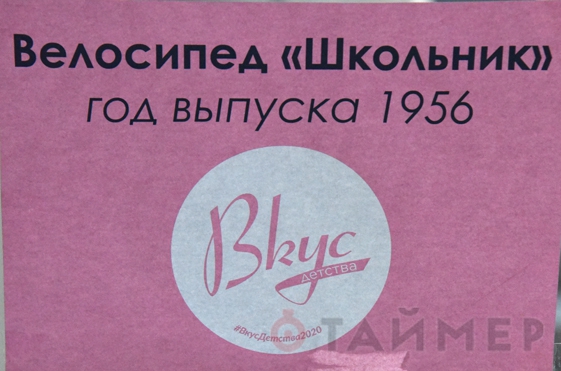 Велосипед «Школьник»
год выпуска 1956
Вкус
детства
#ВкусДетства2020
ТАЙМЕР